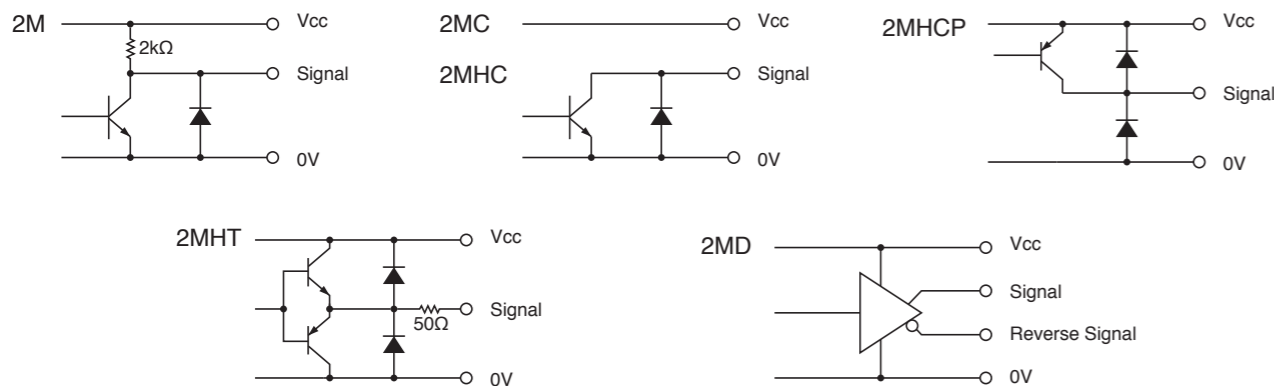 2M
Vcc
2kΩ
Signal
0V
2MC
Vcc
2MHC
Signal
0V
2MHCP
Vcc
Signal
0V
2MHT
Vcc
Signal
50Ω
0V
2MD
Vcc
Signal
Reverse Signal
0V